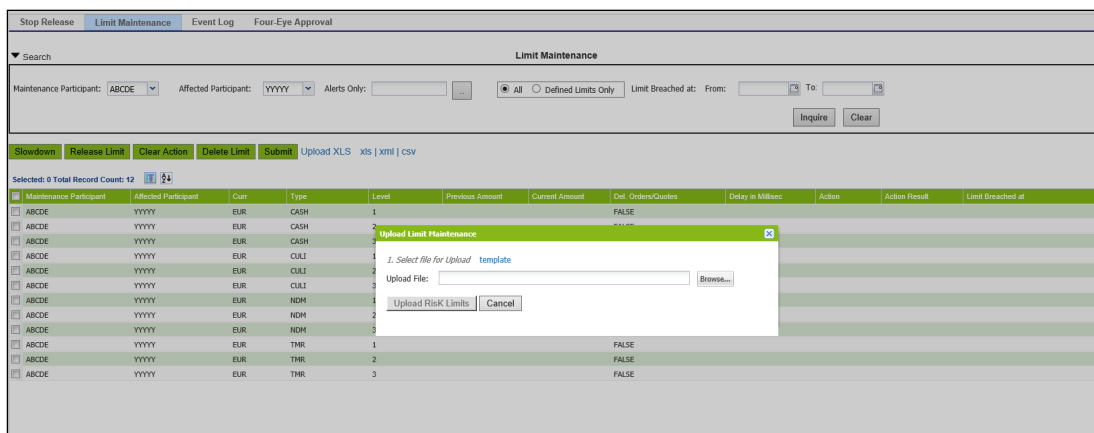 Stop Release Limit Maintenance Event Log Four-Eye Approval
Search Limit Maintenance
Maintenance Participant: ABCDE Affected Participant: YYYYY Alerts Only: .. All Defined Limits Only Limit Breached at: From: To:
Inquire Clear
Slowdown Release Limit Clear Action Delete Limit Submit Upload XLS xls | xml | csv
Selected: 0 Total Record Count: 12
Maintenance Participant Affected Participant Curr Type Level Previous Amount Current Amount Del. Orders/Quotes Delay in Millisec Action Action Result Limit Breached at
ABCDE YYYYY EUR CASH 1 FALSE
ABCDE YYYYY EUR CASH 2
ABCDE YYYYY EUR CASH 3
ABCDE YYYYY EUR CULI 1
ABCDE YYYYY EUR CULI 2
ABCDE YYYYY EUR CULI 3
ABCDE YYYYY EUR NDM 1
ABCDE YYYYY EUR NDM 2
ABCDE YYYYY EUR NDM 3
ABCDE YYYYY EUR TMR 1 FALSE
ABCDE YYYYY EUR TMR 2 FALSE
ABCDE YYYYY EUR TMR 3 FALSE
Upload Limit Maintenance
1. Select file for Upload template
Upload File: Browse...
Upload RisK Limits Cancel